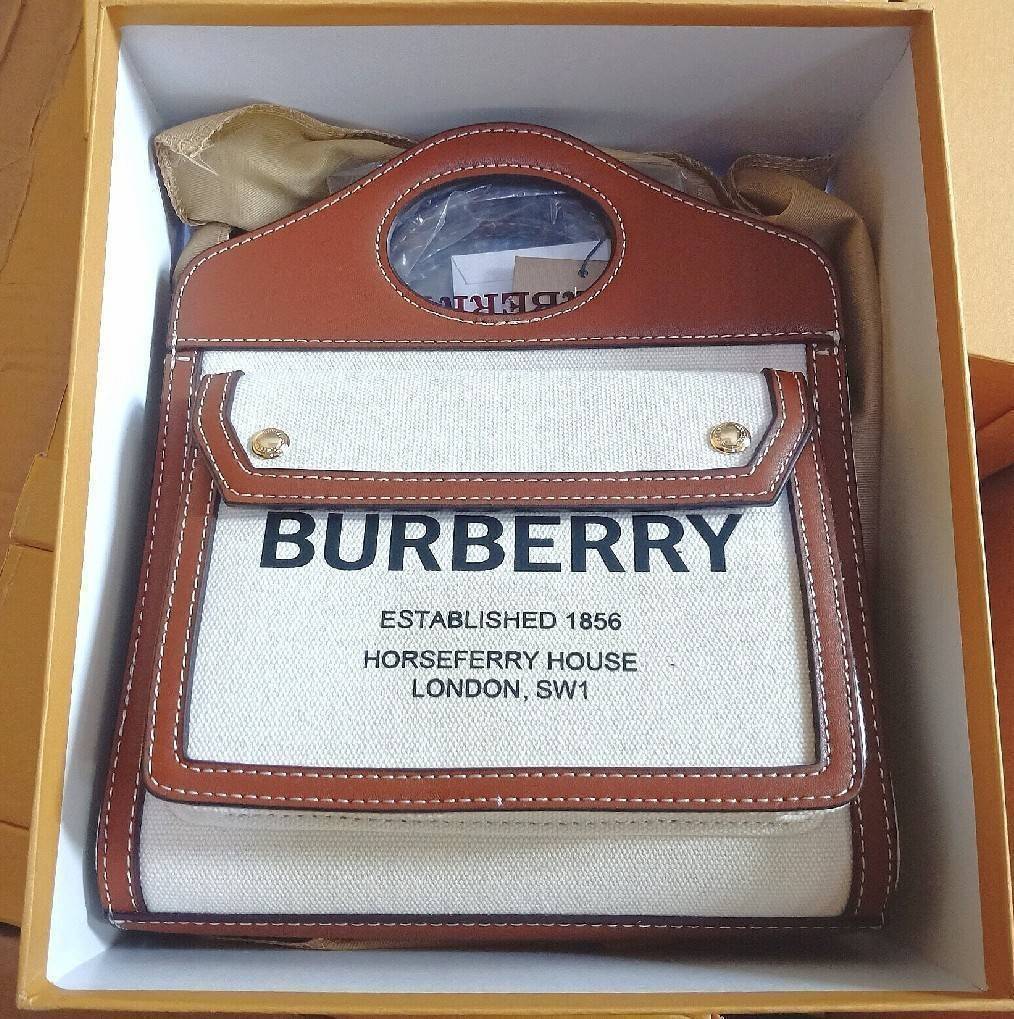 BURBERRY
ESTABLISHED 1856
HORSEFERRY HOUSE
LONDON, SW1